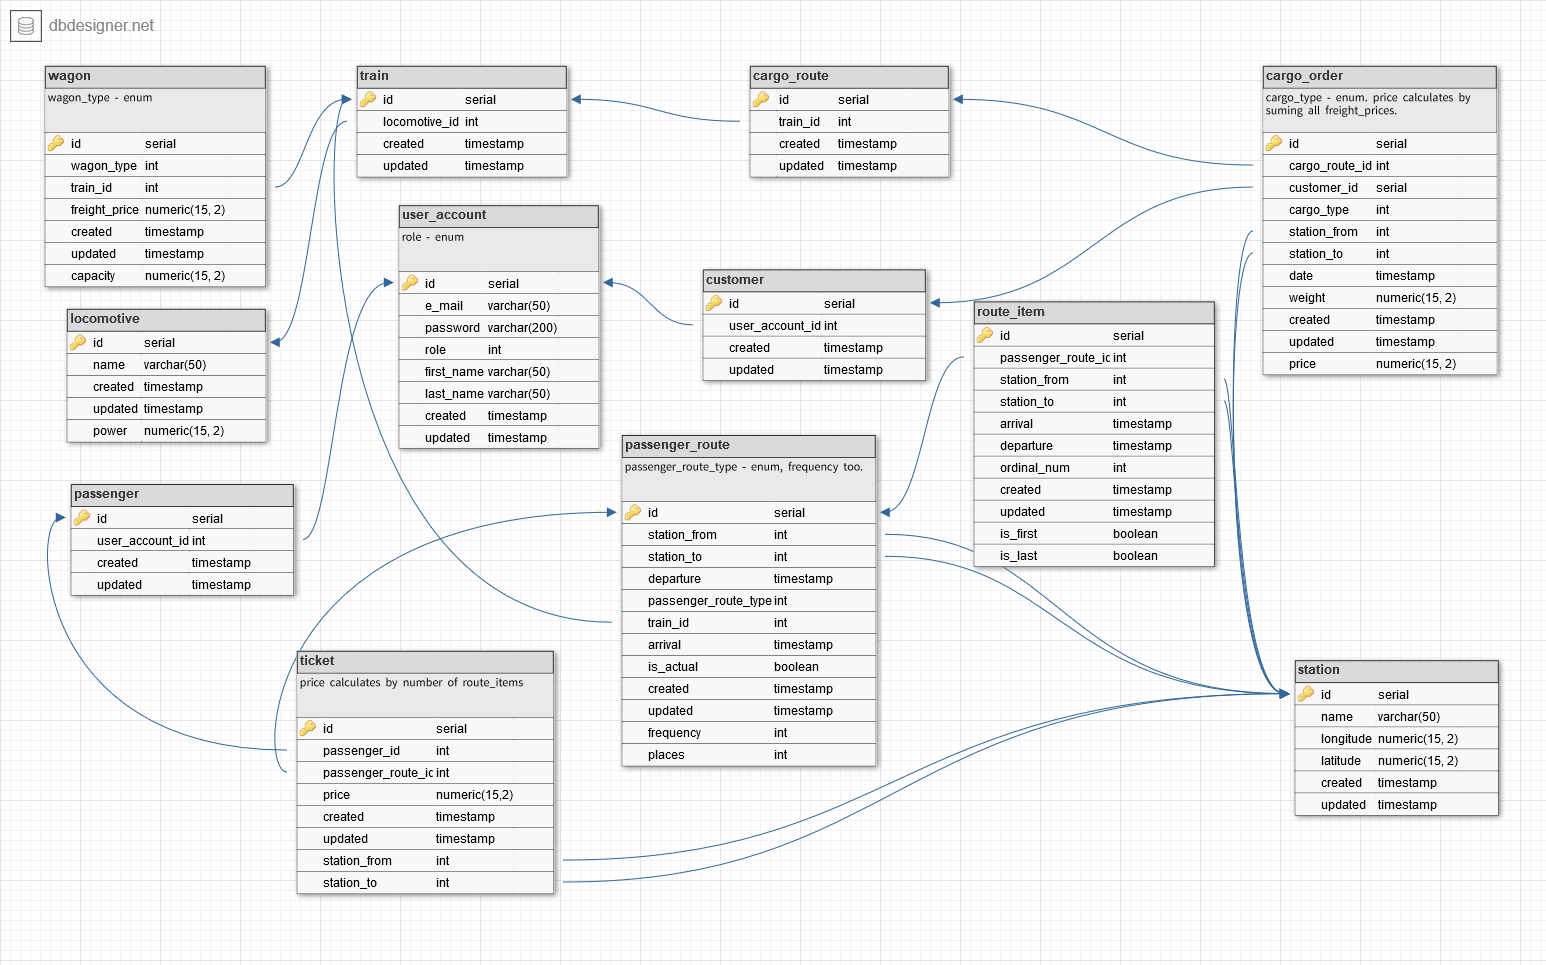 dbdesigner.net
wagon
wagon_type - enum
id serial
wagon_type int
train_id int
freight_price numeric(15, 2)
created timestamp
updated timestamp
capacity numeric(15, 2)
train
id serial
locomotive_id int
created timestamp
updated timestamp
cargo_route
id serial
train_id int
created timestamp
updated timestamp
cargo_order
cargo_type - enum. price calculates by
suming all freight_prices.
id serial
cargo_route_id int
customer_id serial
cargo_type int
station_from int
station_to int
date timestamp
weight numeric(15, 2)
created timestamp
updated timestamp
price numeric(15, 2)
user_account
role - enum
id serial
e_mail varchar(50)
password varchar(200)
role int
first_name varchar(50)
last_name varchar(50)
created timestamp
updated timestamp
customer
id serial
user_account_id int
created timestamp
updated timestamp
route_item
id serial
passenger_route_ic int
station_from int
station_to int
arrival timestamp
departure timestamp
ordinal_num int
created timestamp
updated timestamp
is_first boolean
is_last boolean
locomotive
id serial
name varchar(50)
created timestamp
updated timestamp
power numeric(15, 2)
passenger_route
passenger_route_type - enum, frequency too.
id serial
station_from int
station_to int
departure timestamp
passenger_route_type int
train_id int
arrival timestamp
is_actual boolean
created timestamp
updated timestamp
frequency int
places int
passenger
id serial
user_account_id int
created timestamp
updated timestamp
ticket
price calculates by number of route_items
id serial
passenger_id int
passenger_route_ic int
price numeric(15,2)
created timestamp
updated timestamp
station_from int
station_to int
station
id serial
name varchar(50)
longitude numeric(15, 2)
latitude numeric(15, 2)
created timestamp
updated timestamp